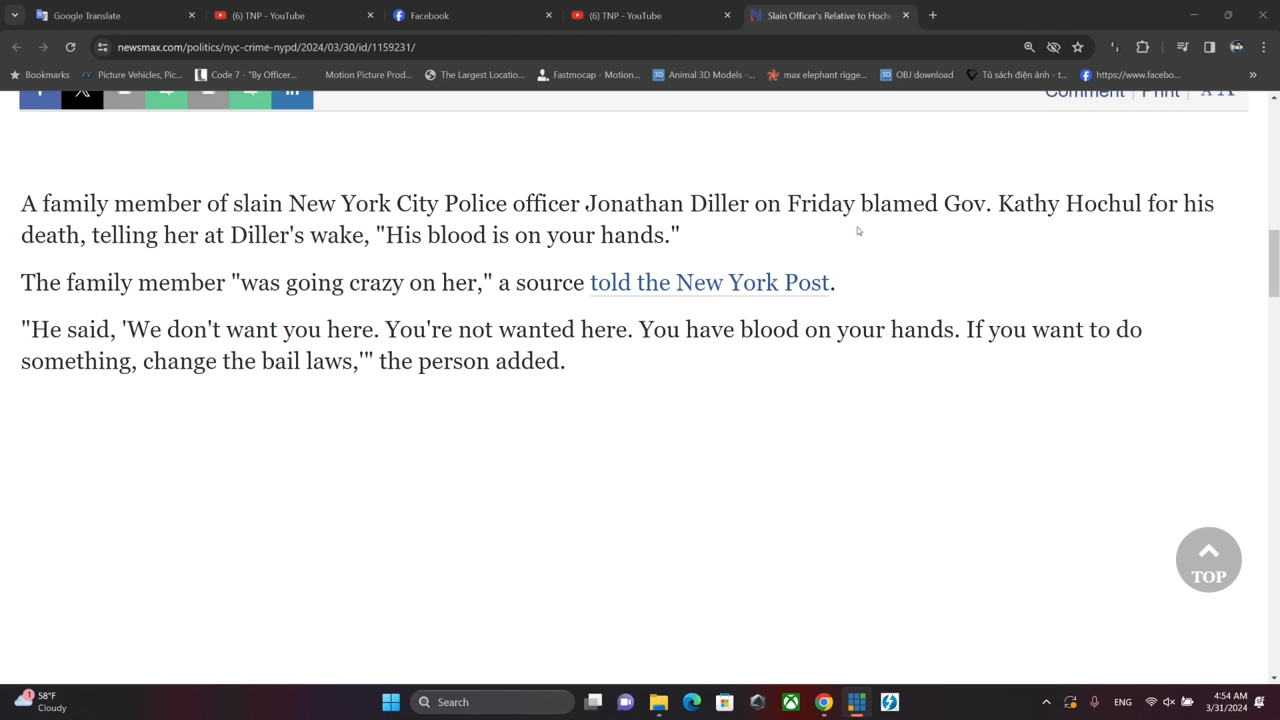 Google Translate
(6) TNP - YouTube
Facebook
(6) TNP - YouTube
Slain Officer's Relative to Hochu
newsmax.com/politics/nyc-crime-nypd/2024/03/30/id/1159231/
Bookmarks
Picture Vehicles, Pic...
Code 7 - "By Officer...
Motion Picture Prod...
The Largest Locatio...
Fastmocap - Motion...
Animal 3D Models -...
max elephant rigge...
OBJ download
Tủ sách điện ảnh - t...
https://www.facebo...
»
Comment | Print | A A
A family member of slain New York City Police officer Jonathan Diller on Friday blamed Gov. Kathy Hochul for his
death, telling her at Diller's wake, "His blood is on your hands."
The family member "was going crazy on her," a source told the New York Post.
"He said, 'We don't want you here. You're not wanted here. You have blood on your hands. If you want to do
something, change the bail laws,'" the person added.
TOP
1
58°F
Cloudy
Search
ENG
4:54 AM
3/31/2024